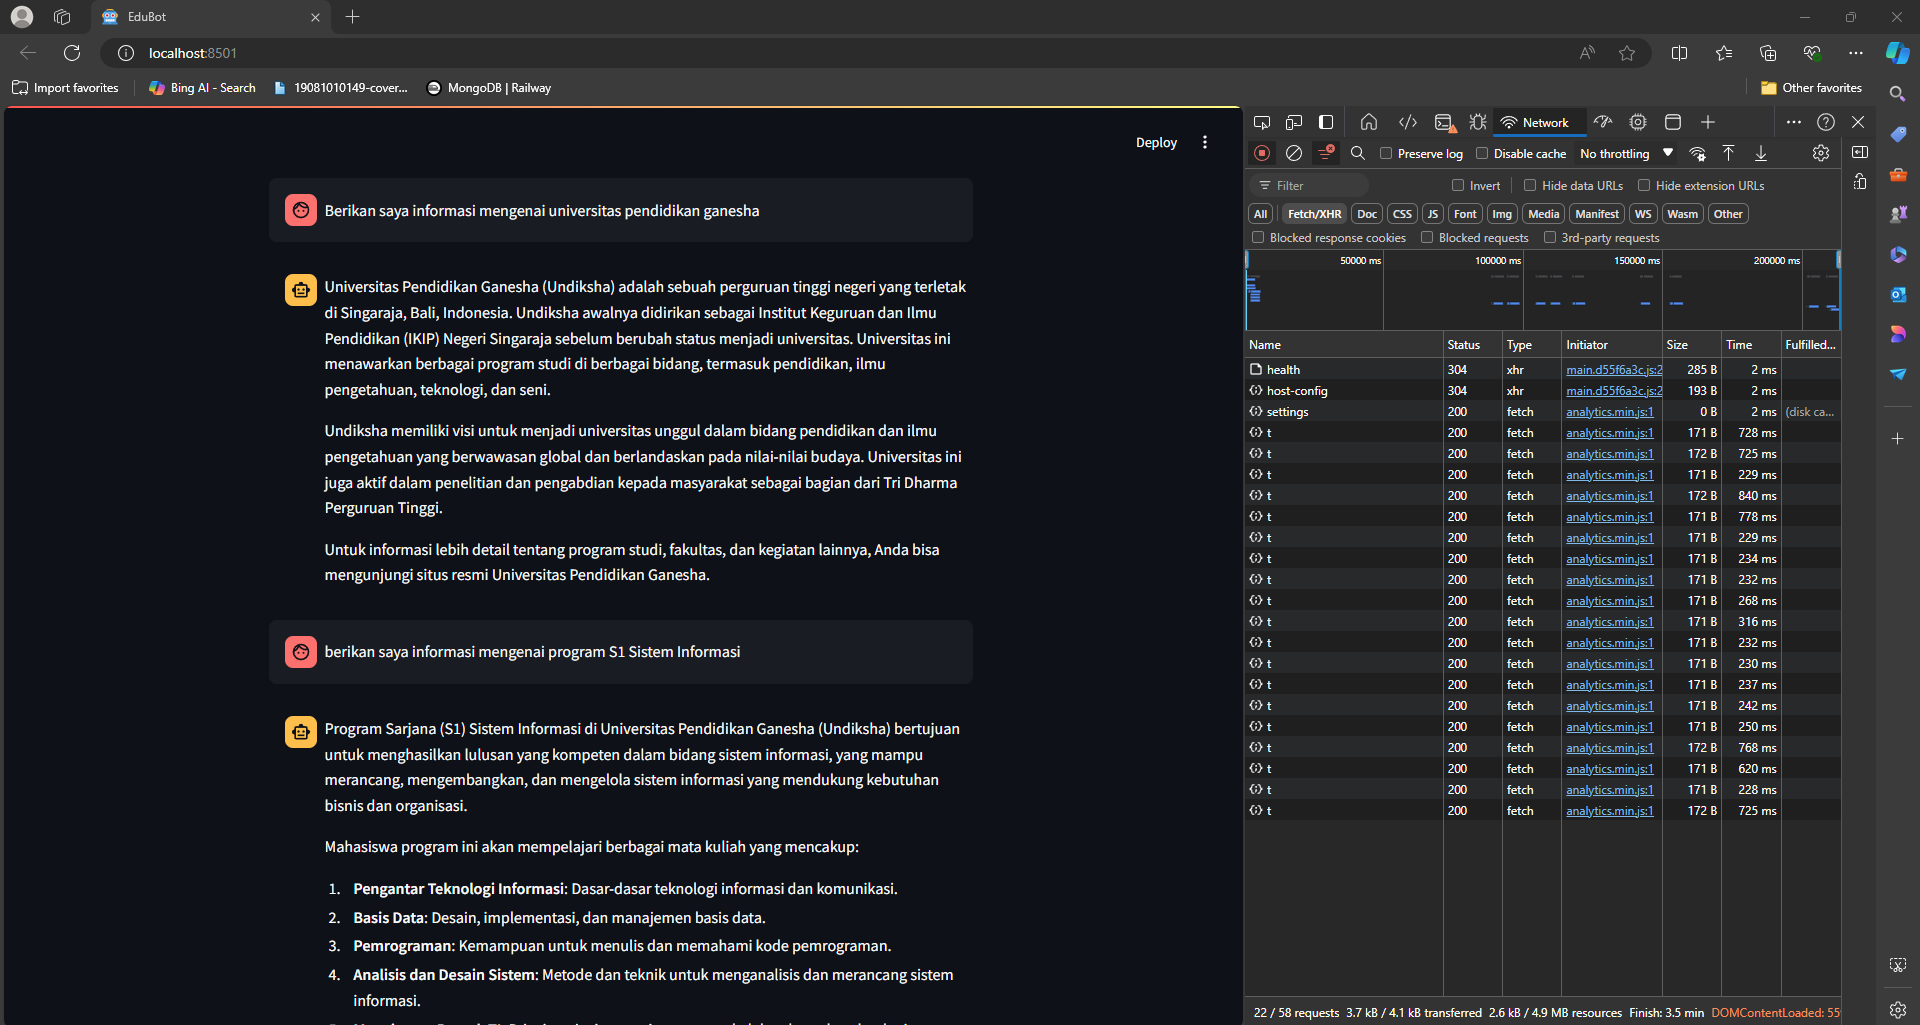 EduBot
localhost:8501
Import favorites
Bing AI - Search
19081010149-cover...
MongoDB | Railway
Other favorites
Deploy
Berikan saya informasi mengenai universitas pendidikan ganesha
Universitas Pendidikan Ganesha (Undiksha) adalah sebuah perguruan tinggi negeri yang terletak
di Singaraja, Bali, Indonesia. Undiksha awalnya didirikan sebagai Institut Keguruan dan Ilmu
Pendidikan (IKIP) Negeri Singaraja sebelum berubah status menjadi universitas. Universitas ini
menawarkan berbagai program studi di berbagai bidang, termasuk pendidikan, ilmu
pengetahuan, teknologi, dan seni.
Undiksha memiliki visi untuk menjadi universitas unggul dalam bidang pendidikan dan ilmu
pengetahuan yang berwawasan global dan berlandaskan pada nilai-nilai budaya. Universitas ini
juga aktif dalam penelitian dan pengabdian kepada masyarakat sebagai bagian dari Tri Dharma
Perguruan Tinggi.
Untuk informasi lebih detail tentang program studi, fakultas, dan kegiatan lainnya, Anda bisa
mengunjungi situs resmi Universitas Pendidikan Ganesha.
berikan saya informasi mengenai program S1 Sistem Informasi
Program Sarjana (S1) Sistem Informasi di Universitas Pendidikan Ganesha (Undiksha) bertujuan
untuk menghasilkan lulusan yang kompeten dalam bidang sistem informasi, yang mampu
merancang, mengembangkan, dan mengelola sistem informasi yang mendukung kebutuhan
bisnis dan organisasi.
Mahasiswa program ini akan mempelajari berbagai mata kuliah yang mencakup:
1. Pengantar Teknologi Informasi: Dasar-dasar teknologi informasi dan komunikasi.
2. Basis Data: Desain, implementasi, dan manajemen basis data.
3. Pemrograman: Kemampuan untuk menulis dan memahami kode pemrograman.
4. Analisis dan Desain Sistem: Metode dan teknik untuk menganalisis dan merancang sistem
informasi.
Network
Preserve log Disable cache No throttling
Filter Invert Hide data URLs Hide extension URLs
All Fetch/XHR Doc CSS JS Font Img Media Manifest WS Wasm Other
Blocked response cookies Blocked requests 3rd-party requests
50000 ms 100000 ms 150000 ms 200000 ms
Name Status Type Initiator Size Time Fulfilled...
health 304 xhr main.d55f6a3c.js:2 285 B 2 ms
host-config 304 xhr main.d55f6a3c.js:2 193 B 2 ms
settings 200 fetch analytics.min.js:1 0 B 2 ms (disk ca...
t 200 fetch analytics.min.js:1 171 B 728 ms
t 200 fetch analytics.min.js:1 172 B 725 ms
t 200 fetch analytics.min.js:1 171 B 229 ms
t 200 fetch analytics.min.js:1 172 B 840 ms
t 200 fetch analytics.min.js:1 171 B 778 ms
t 200 fetch analytics.min.js:1 171 B 229 ms
t 200 fetch analytics.min.js:1 171 B 234 ms
t 200 fetch analytics.min.js:1 171 B 232 ms
t 200 fetch analytics.min.js:1 171 B 268 ms
t 200 fetch analytics.min.js:1 171 B 316 ms
t 200 fetch analytics.min.js:1 171 B 232 ms
t 200 fetch analytics.min.js:1 171 B 230 ms
t 200 fetch analytics.min.js:1 171 B 237 ms
t 200 fetch analytics.min.js:1 171 B 242 ms
t 200 fetch analytics.min.js:1 171 B 250 ms
t 200 fetch analytics.min.js:1 172 B 768 ms
t 200 fetch analytics.min.js:1 171 B 620 ms
t 200 fetch analytics.min.js:1 171 B 228 ms
t 200 fetch analytics.min.js:1 172 B 725 ms
22 / 58 requests 3.7 kB / 4.1 kB transferred 2.6 kB / 4.9 MB resources Finish: 3.5 min DOMContentLoaded: 55